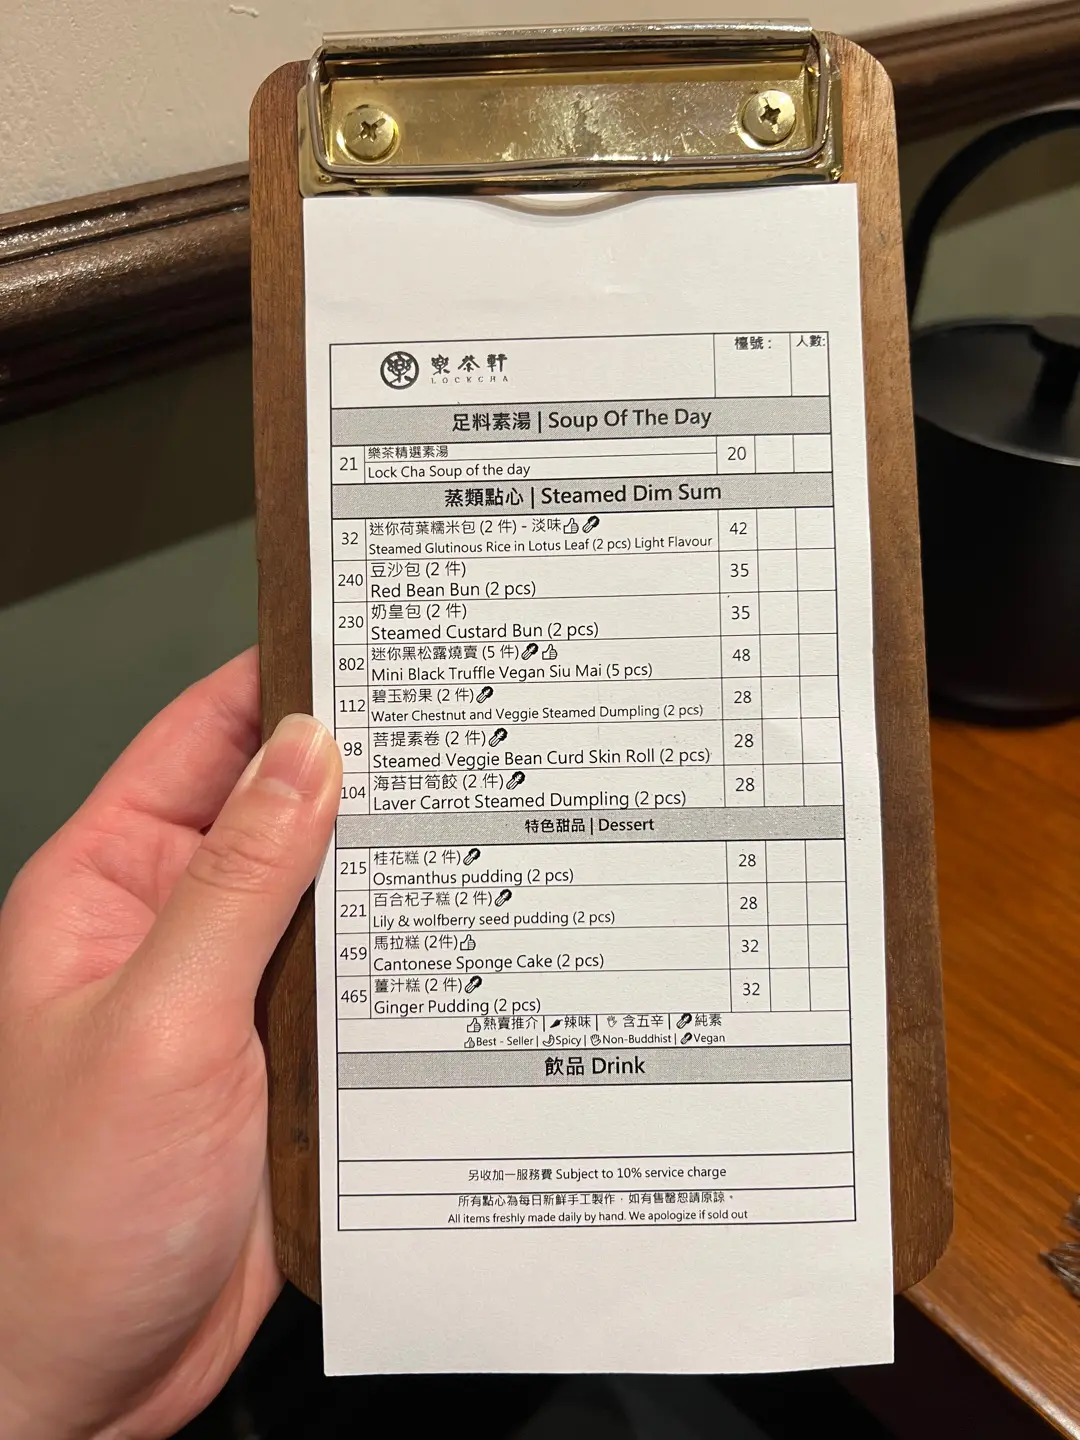 樂茶軒
LOCKCHA
檯號：
人數:
足料素湯 | Soup Of The Day
21
樂茶精選素湯
Lock Cha Soup of the day
20
蒸類點心 | Steamed Dim Sum
32
迷你荷葉糯米包 (2 件) - 淡味
Steamed Glutinous Rice in Lotus Leaf (2 pcs) Light Flavour
42
240
豆沙包 (2 件)
Red Bean Bun (2 pcs)
35
230
奶皇包 (2 件)
Steamed Custard Bun (2 pcs)
35
802
迷你黑松露燒賣 (5 件)
Mini Black Truffle Vegan Siu Mai (5 pcs)
48
112
碧玉粉果 (2 件)
Water Chestnut and Veggie Steamed Dumpling (2 pcs)
28
98
菩提素卷 (2 件)
Steamed Veggie Bean Curd Skin Roll (2 pcs)
28
104
海苔甘筍餃 (2 件)
Laver Carrot Steamed Dumpling (2 pcs)
28
特色甜品 | Dessert
215
桂花糕 (2 件)
Osmanthus pudding (2 pcs)
28
221
百合杞子糕 (2 件)
Lily & wolfberry seed pudding (2 pcs)
28
459
馬拉糕 (2件)
Cantonese Sponge Cake (2 pcs)
32
465
薑汁糕 (2 件)
Ginger Pudding (2 pcs)
32
熱賣推介 | 辣味 | 含五辛 | 純素
Best - Seller | Spicy | Non-Buddhist | Vegan
飲品 Drink
另收加一服務費 Subject to 10% service charge
所有點心為每日新鮮手工製作﹐如有售罄恕請原諒。
All items freshly made daily by hand. We apologize if sold out